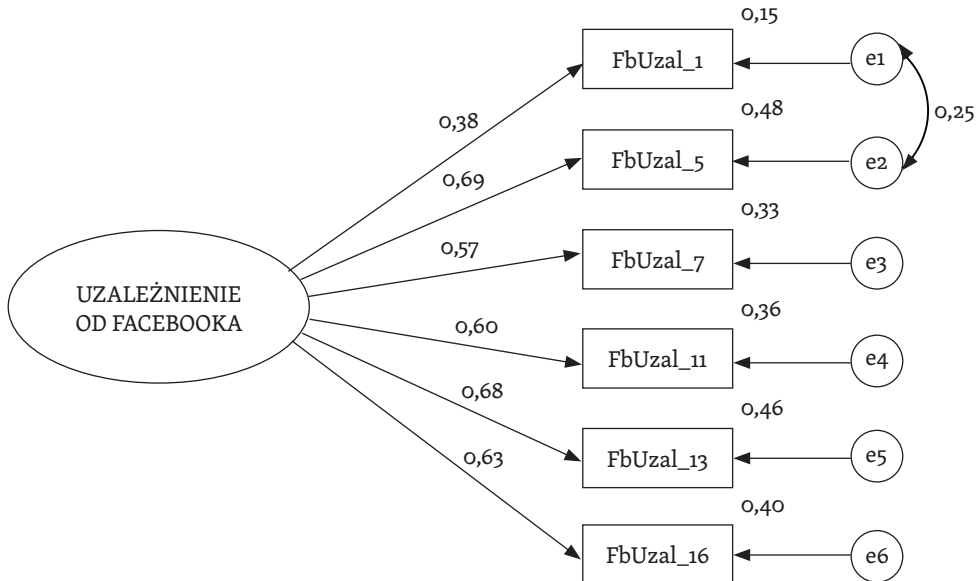 0,15
FbUzal_1
e1
0,38
0,25
0,48
FbUzal_5
e2
0,69
0,33
FbUzal_7
e3
0,57
UZALEŻNIENIE
OD FACEBOOKA
0,36
FbUzal_11
e4
0,60
0,46
FbUzal_13
e5
0,68
0,40
FbUzal_16
e6
0,63